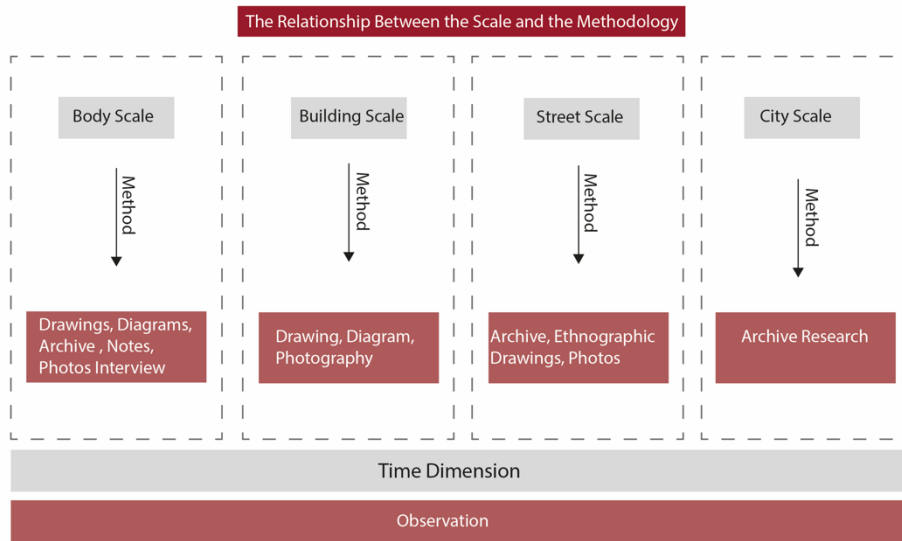 The Relationship Between the Scale and the Methodology
Body Scale
Method
Drawings, Diagrams,
Archive , Notes,
Photos Interview
Building Scale
Method
Drawing, Diagram,
Photography
Street Scale
Method
Archive, Ethnographic
Drawings, Photos
City Scale
Method
Archive Research
Time Dimension
Observation